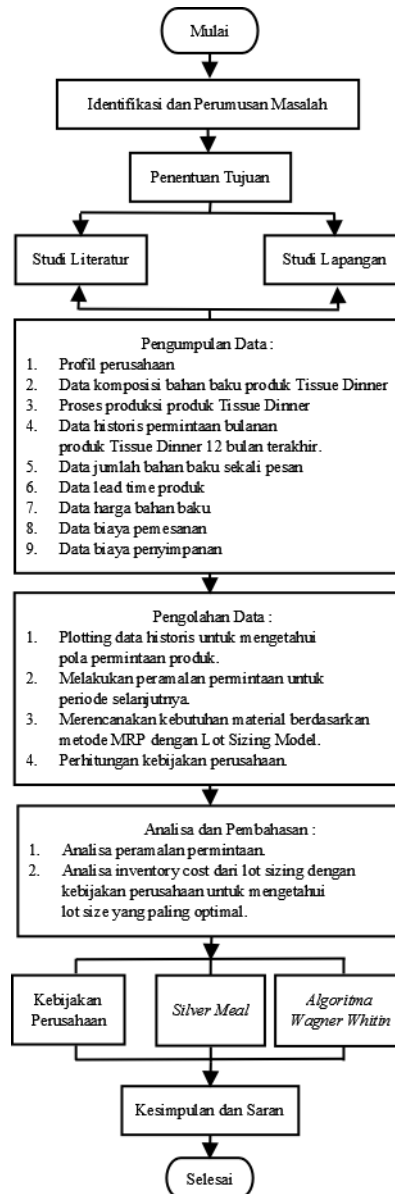 Mulai
Identifikasi dan Perumusan Masalah
Penentuan Tujuan
Studi Literatur
Studi Lapangan
Pengumpulan Data :
1. Profil perusahaan
2. Data komposisi bahan baku produk Tissue Dinner
3. Proses produksi produk Tissue Dinner
4. Data historis permintaan bulanan
produk Tissue Dinner 12 bulan terakhir.
5. Data jumlah bahan baku sekali pesan
6. Data lead time produk
7. Data harga bahan baku
8. Data biaya pemesanan
9. Data biaya penyimpanan
Pengolahan Data :
1. Plotting data historis untuk mengetahui
pola permintaan produk.
2. Melakukan peramalan permintaan untuk
periode selanjutnya.
3. Merencanakan kebutuhan material berdasarkan
metode MRP dengan Lot Sizing Model.
4. Perhitungan kebijakan perusahaan.
Analisa dan Pembahasan :
1. Analisa peramalan permintaan.
2. Analisa inventory cost dari lot sizing dengan
kebijakan perusahaan untuk mengetahui
lot size yang paling optimal.
Kebijakan
Perusahaan
Silver Meal
Algoritma
Wagner Whitin
Kesimpulan dan Saran
Selesai